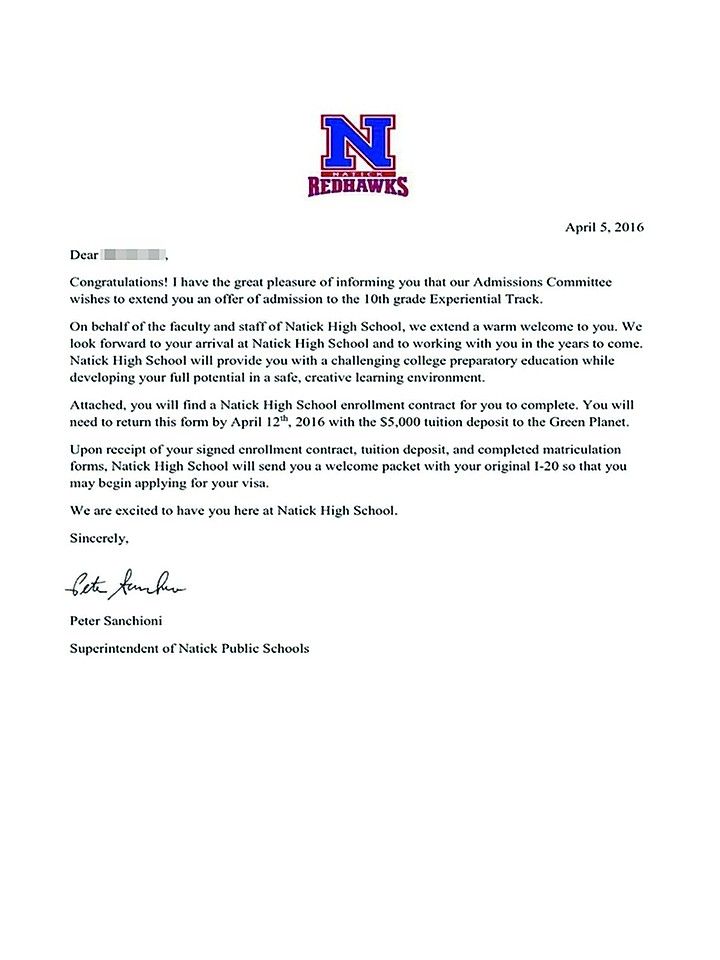 N
NATICK
REDHAWKS
April 5, 2016
Dear ,
Congratulations! I have the great pleasure of informing you that our Admissions Committee
wishes to extend you an offer of admission to the 10th grade Experiential Track.
On behalf of the faculty and staff of Natick High School, we extend a warm welcome to you. We
look forward to your arrival at Natick High School and to working with you in the years to come.
Natick High School will provide you with a challenging college preparatory education while
developing your full potential in a safe, creative learning environment.
Attached, you will find a Natick High School enrollment contract for you to complete. You will
need to return this form by April 12th, 2016 with the $5,000 tuition deposit to the Green Planet.
Upon receipt of your signed enrollment contract, tuition deposit, and completed matriculation
forms, Natick High School will send you a welcome packet with your original I-20 so that you
may begin applying for your visa.
We are excited to have you here at Natick High School.
Sincerely,
Peter Sanchioni
Superintendent of Natick Public Schools